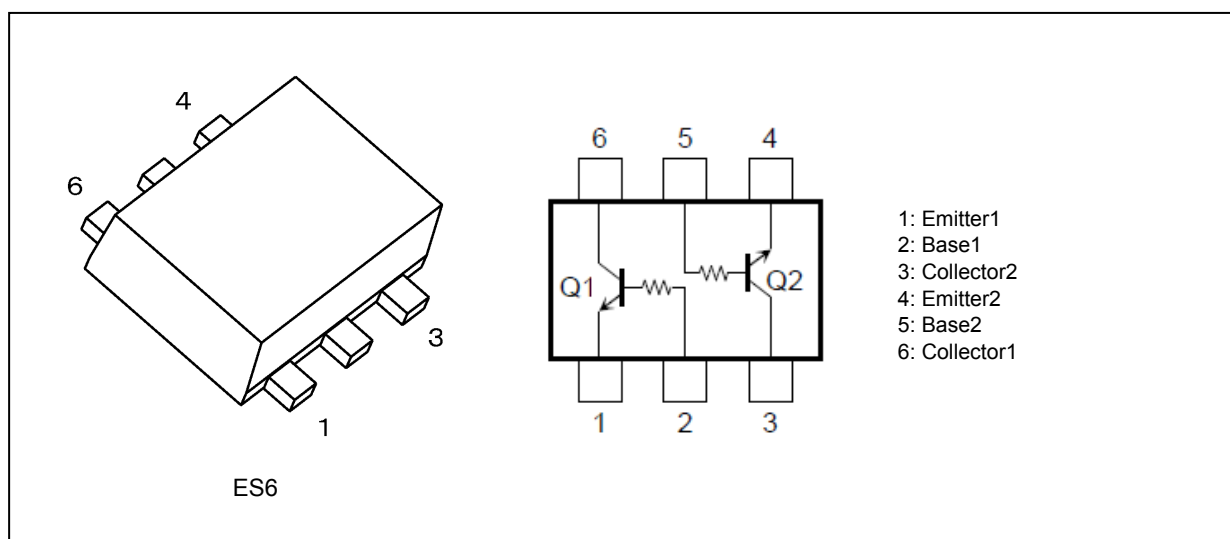 4
6
3
1
ES6
6 5 4
Q1 Q2
1 2 3
1: Emitter1
2: Base1
3: Collector2
4: Emitter2
5: Base2
6: Collector1